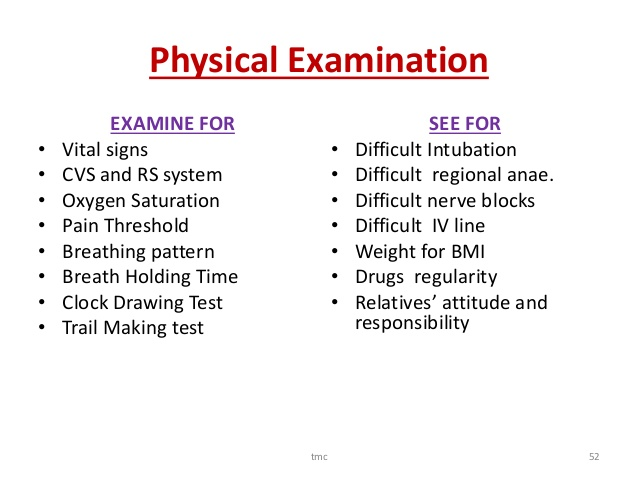 Physical Examination
EXAMINE FOR
• Vital signs
• CVS and RS system
• Oxygen Saturation
• Pain Threshold
• Breathing pattern
• Breath Holding Time
• Clock Drawing Test
• Trail Making test
SEE FOR
• Difficult Intubation
• Difficult  regional anae.
• Difficult nerve blocks
• Difficult  IV line
• Weight for BMI
• Drugs  regularity
• Relatives’ attitude and
responsibility
tmc
52